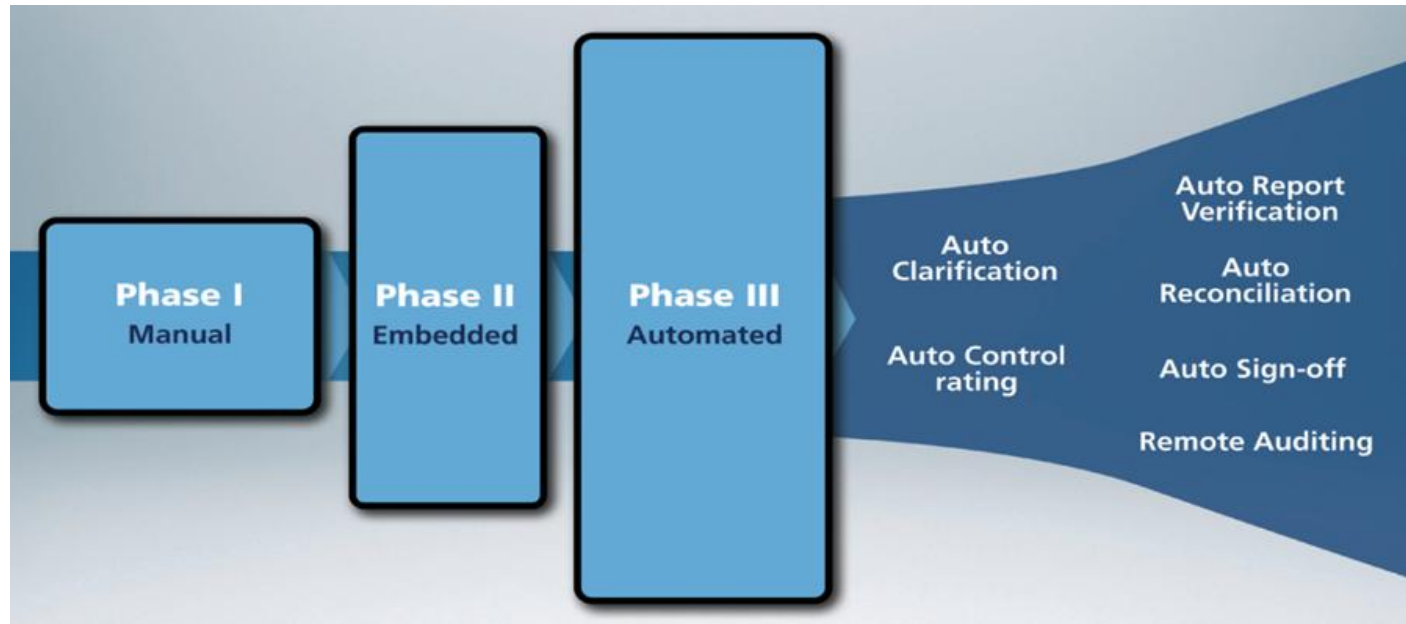 Phase I
Manual
Phase II
Embedded
Phase III
Automated
Auto
Clarification
Auto Control
rating
Auto Report
Verification
Auto
Reconciliation
Auto Sign-off
Remote Auditing